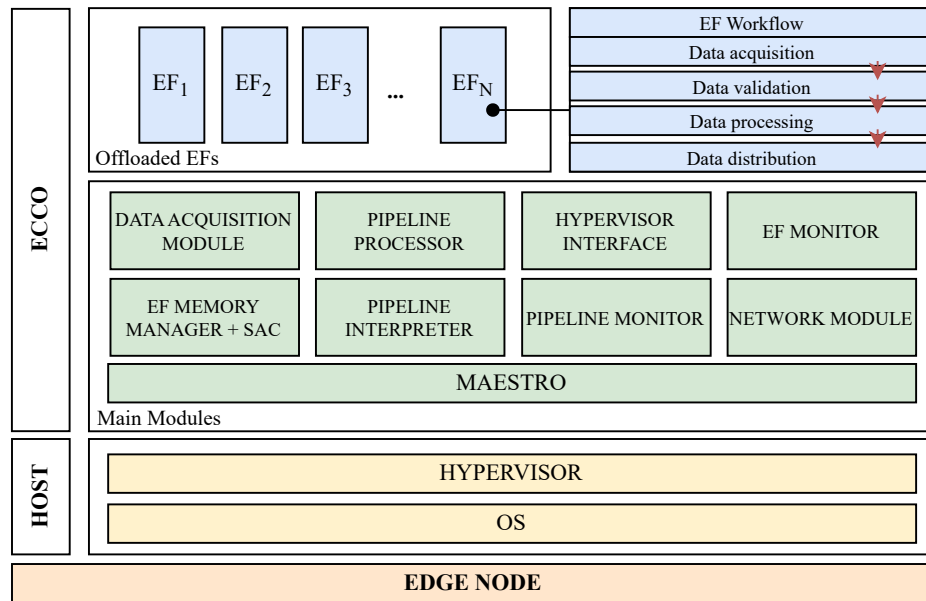 EF Workflow
Data acquisition
Data validation
Data processing
Data distribution
EF1
EF2
EF3
...
EFN
Offloaded EFs
ECCO
DATA ACQUISITION
MODULE
PIPELINE
PROCESSOR
HYPERVISOR
INTERFACE
EF MONITOR
EF MEMORY
MANAGER + SAC
PIPELINE
INTERPRETER
PIPELINE MONITOR
NETWORK MODULE
MAESTRO
Main Modules
HOST
HYPERVISOR
OS
EDGE NODE